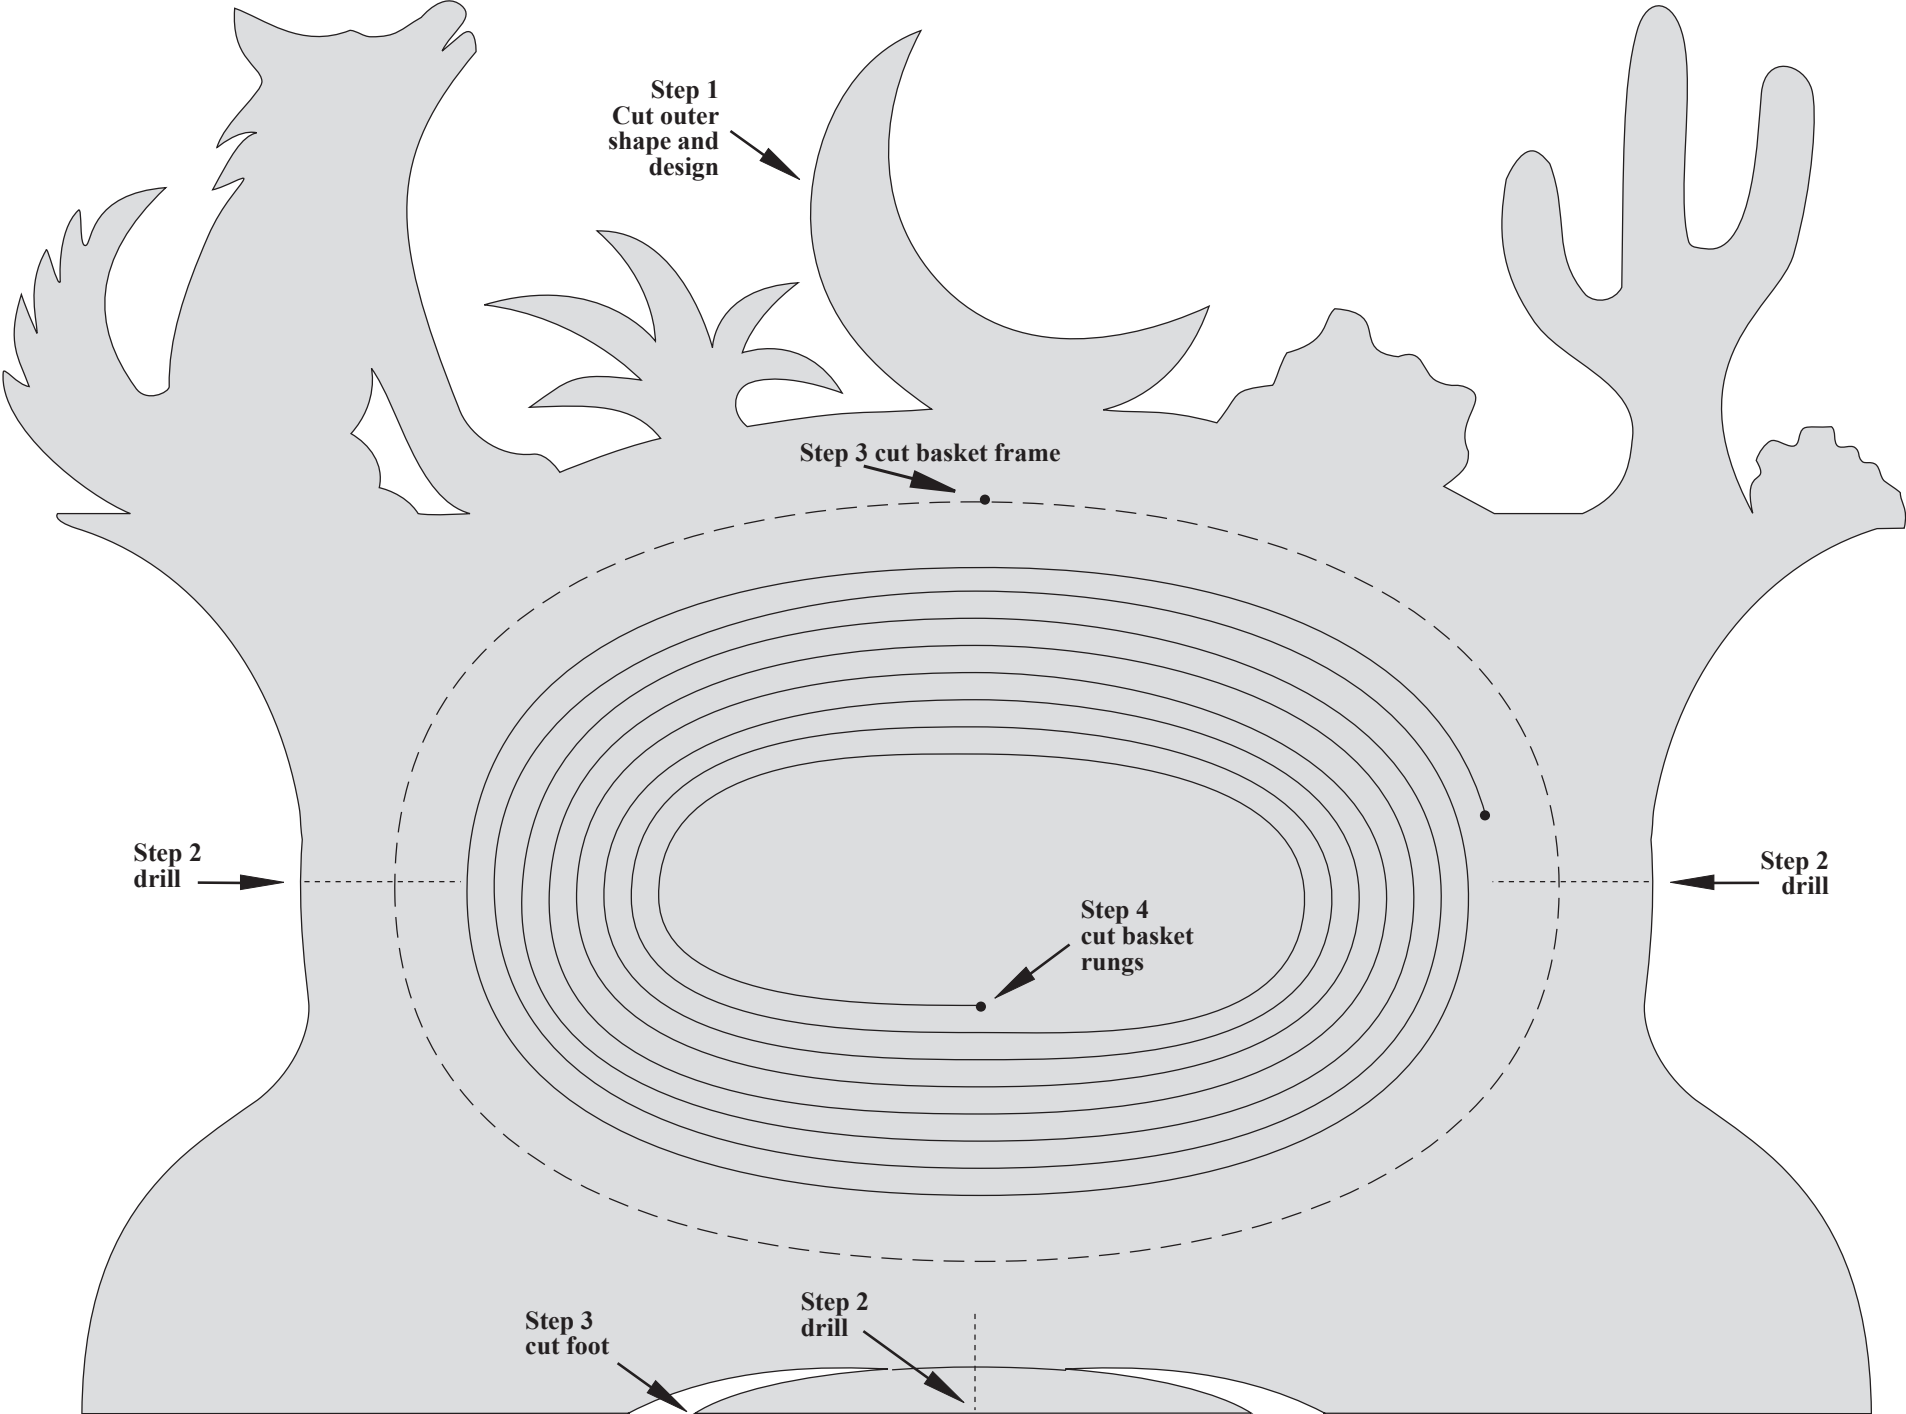 Step 1
Cut outer
shape and
design
Step 3 cut basket frame
Step 2
drill
Step 2
drill
Step 4
cut basket
rungs
Step 2
drill
Step 3
cut foot